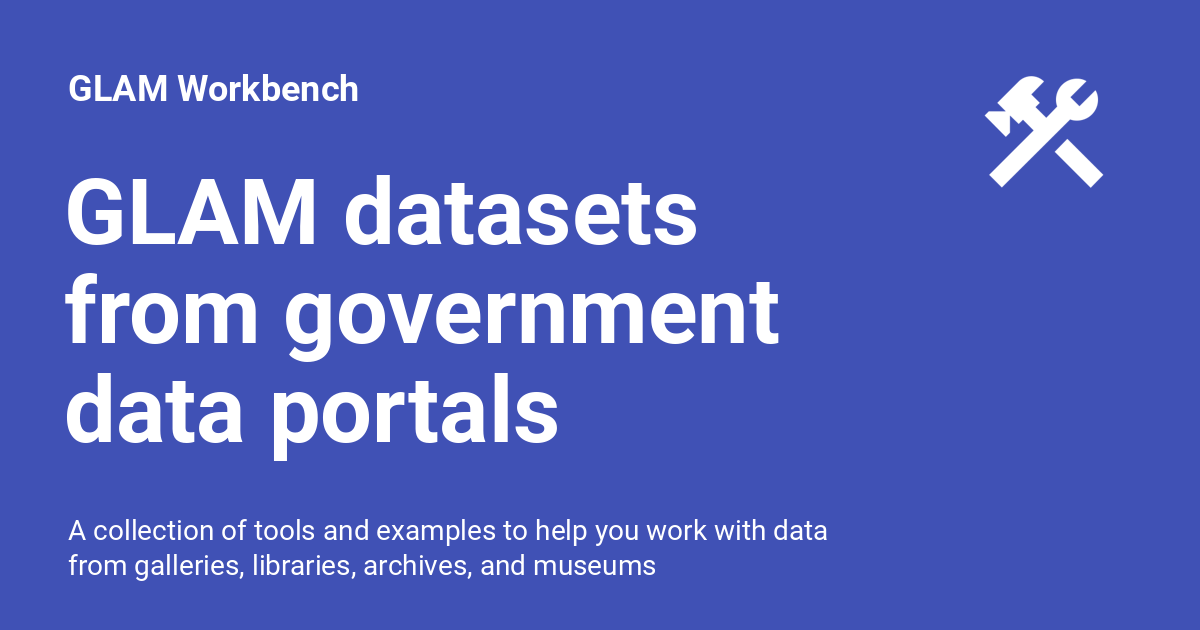 GLAM Workbench
GLAM datasets
from government
data portals
A collection of tools and examples to help you work with data
from galleries, libraries, archives, and museums